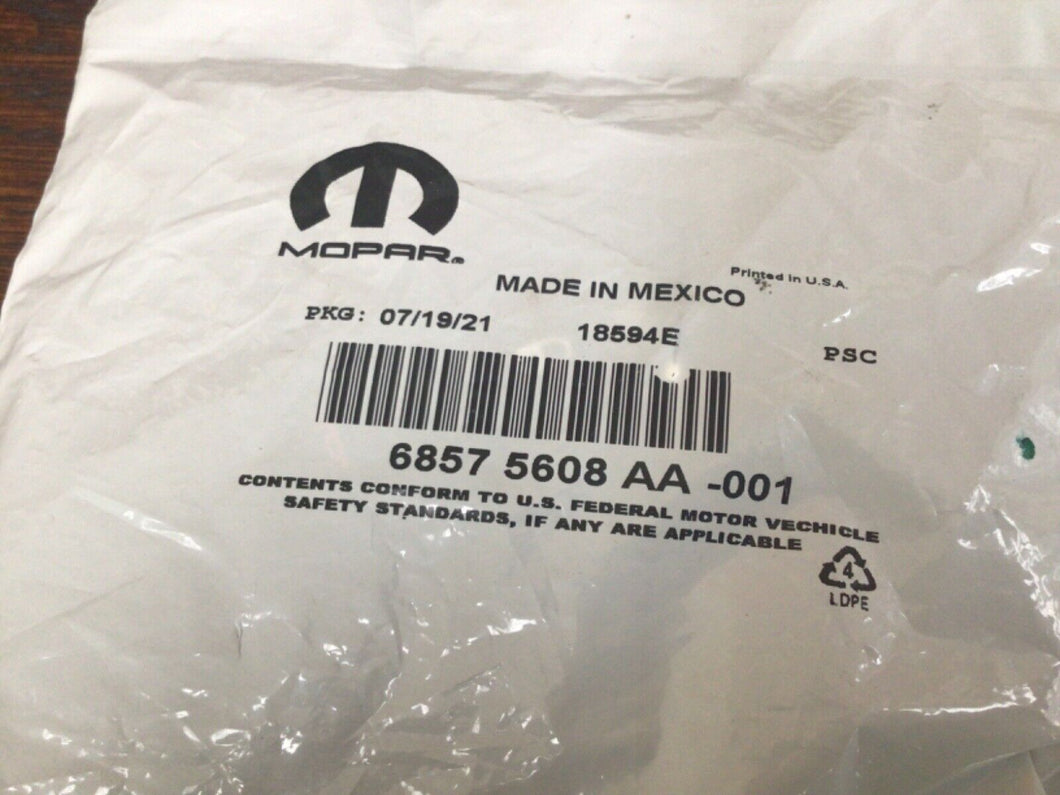 MOPAR®
Printed in U.S.A.
MADE IN MEXICO
PKG: 07/19/21 18594E PSC
6857 5608 AA -001
CONTENTS CONFORM TO U.S. FEDERAL MOTOR VECHICLE
SAFETY STANDARDS, IF ANY ARE APPLICABLE
4
LDPE